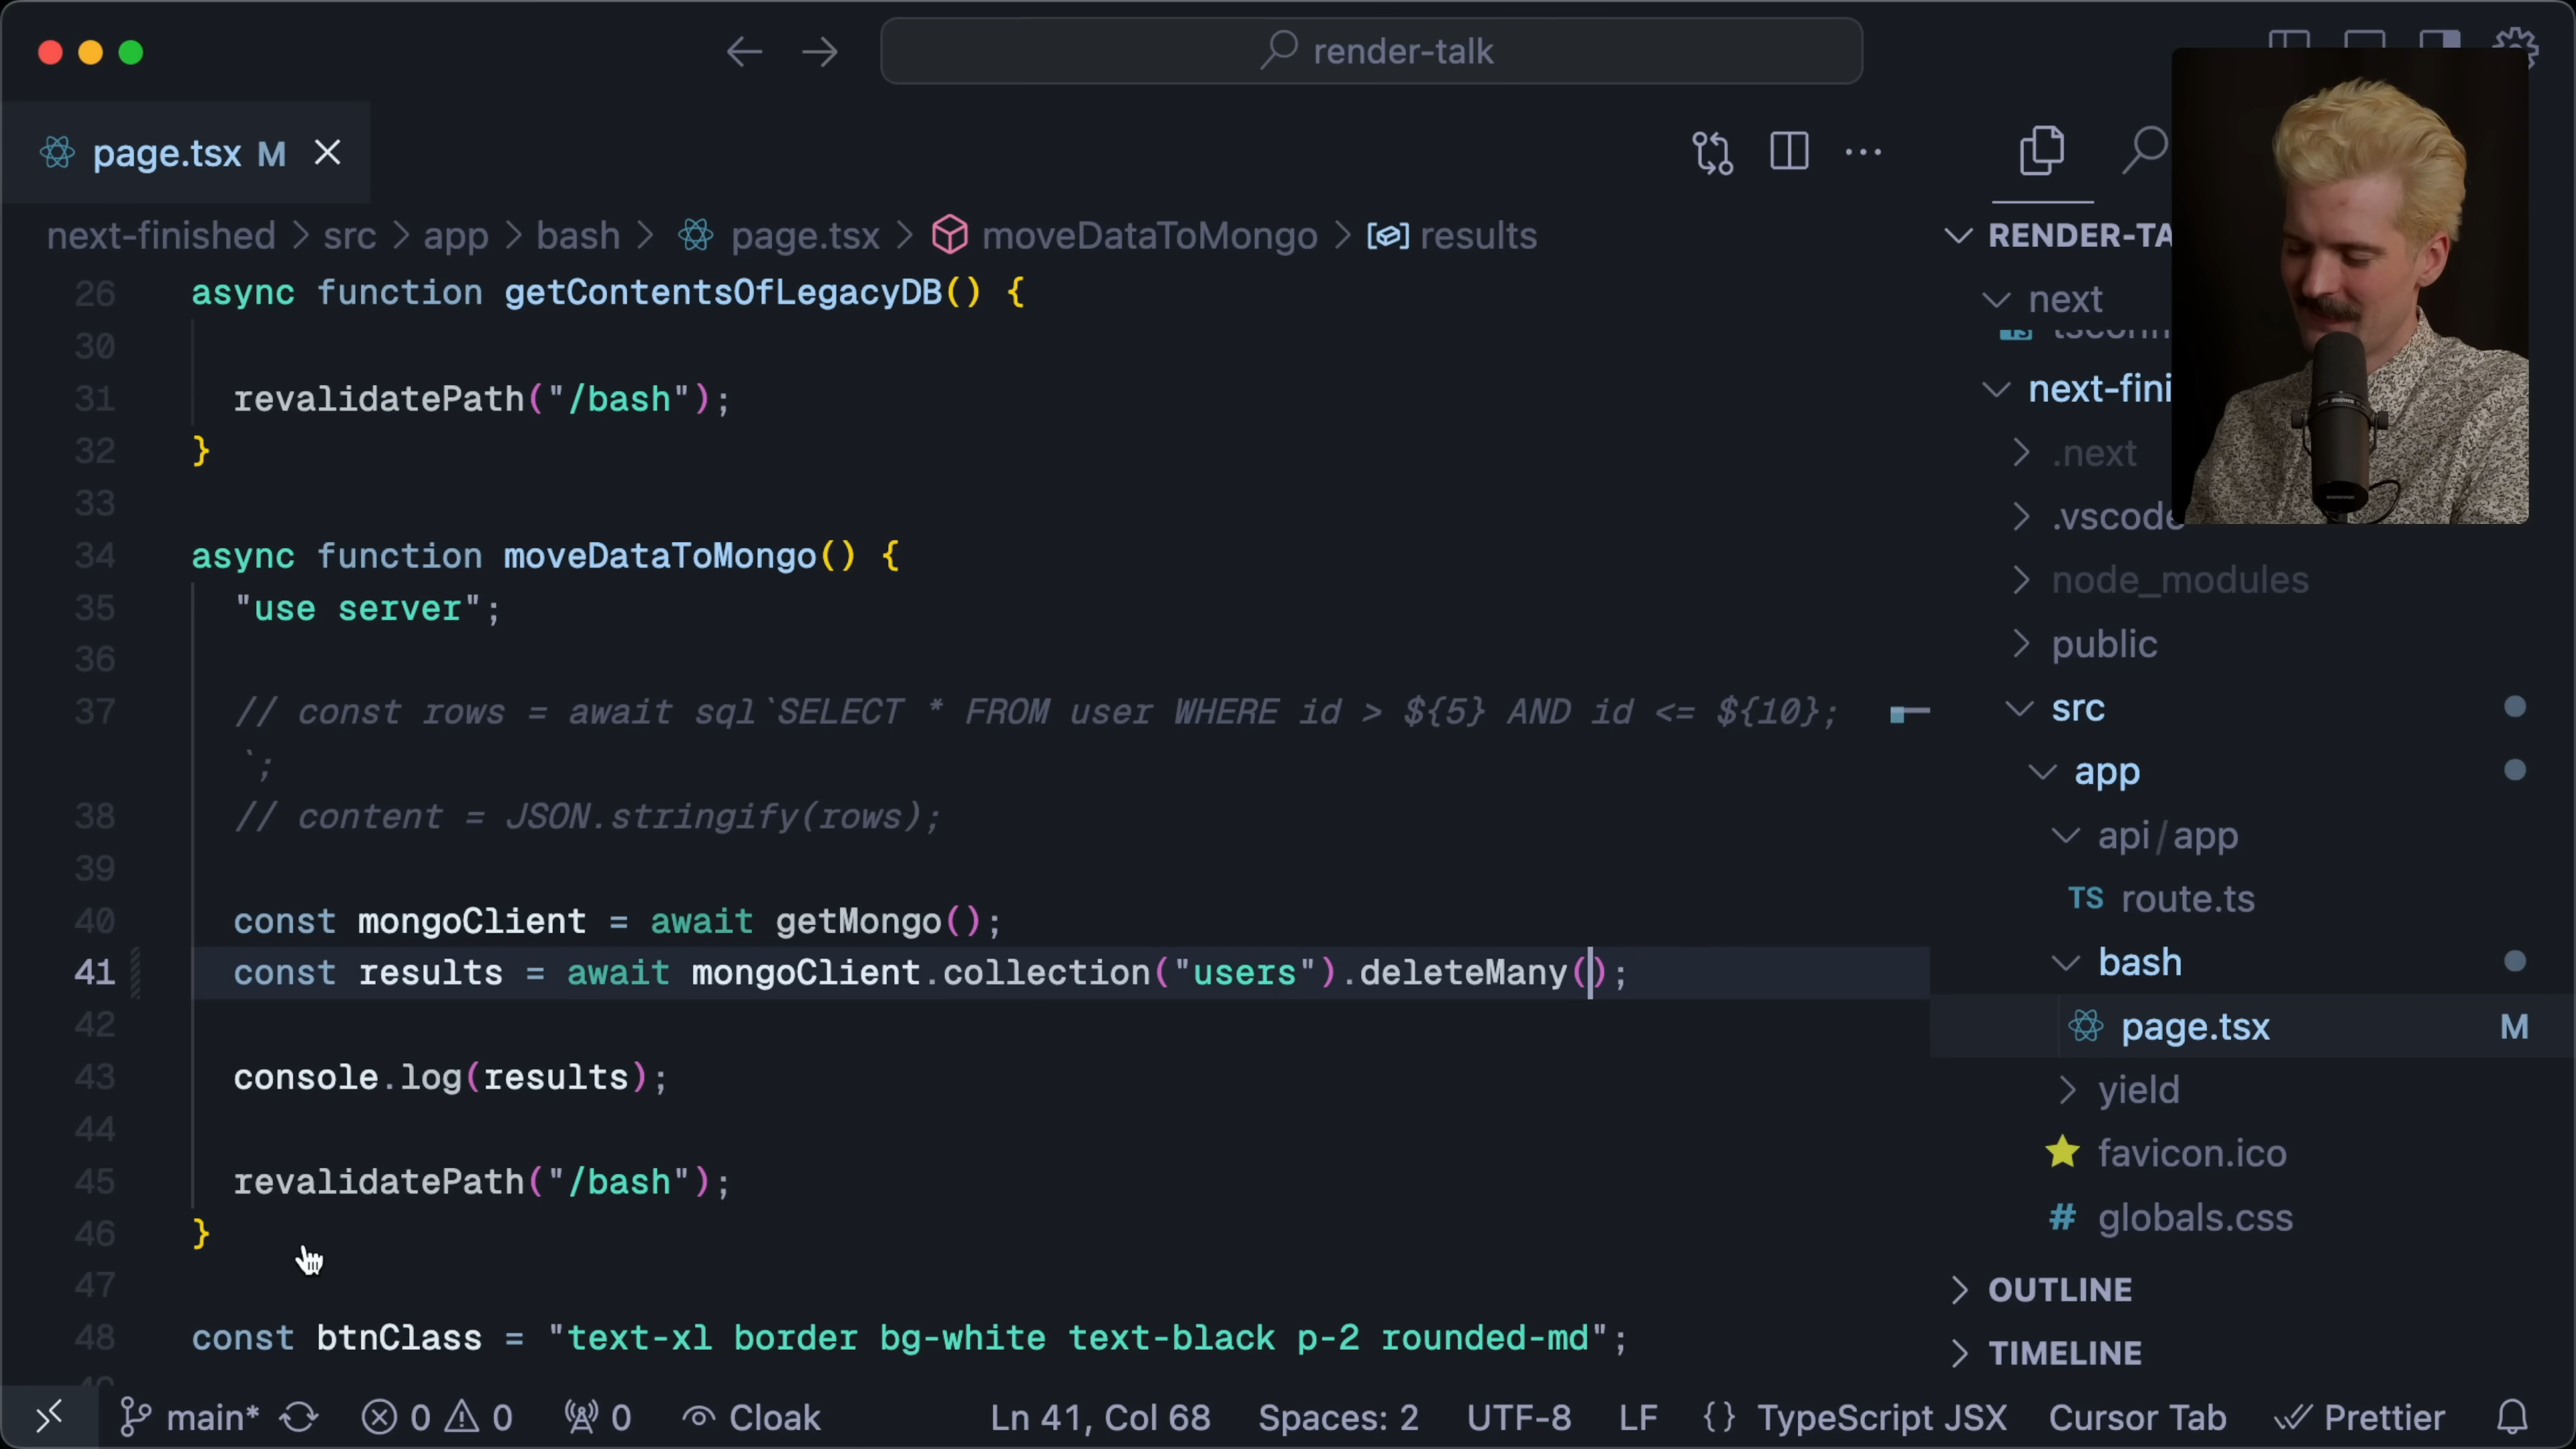 render-talk
page.tsx M
next-finished > src > app > bash > page.tsx > moveDataToMongo > results
26 async function getContentsOfLegacyDB() {
30
31 revalidatePath("/bash");
32 }
33
34 async function moveDataToMongo() {
35 "use server";
36
37 // const rows = await sql`SELECT * FROM user WHERE id > ${5} AND id <= ${10};
`;
38 // content = JSON.stringify(rows);
39
40 const mongoClient = await getMongo();
41 const results = await mongoClient.collection("users").deleteMany();
42
43 console.log(results);
44
45 revalidatePath("/bash");
46 }
47
48 const btnClass = "text-xl border bg-white text-black p-2 rounded-md";
RENDER-TA
next
next-fini
.next
.vscode
node_modules
public
src
app
api/app
TS route.ts
bash
page.tsx M
yield
favicon.ico
# globals.css
OUTLINE
TIMELINE
main* 0 0 0 Cloak Ln 41, Col 68 Spaces: 2 UTF-8 LF {} TypeScript JSX Cursor Tab Prettier